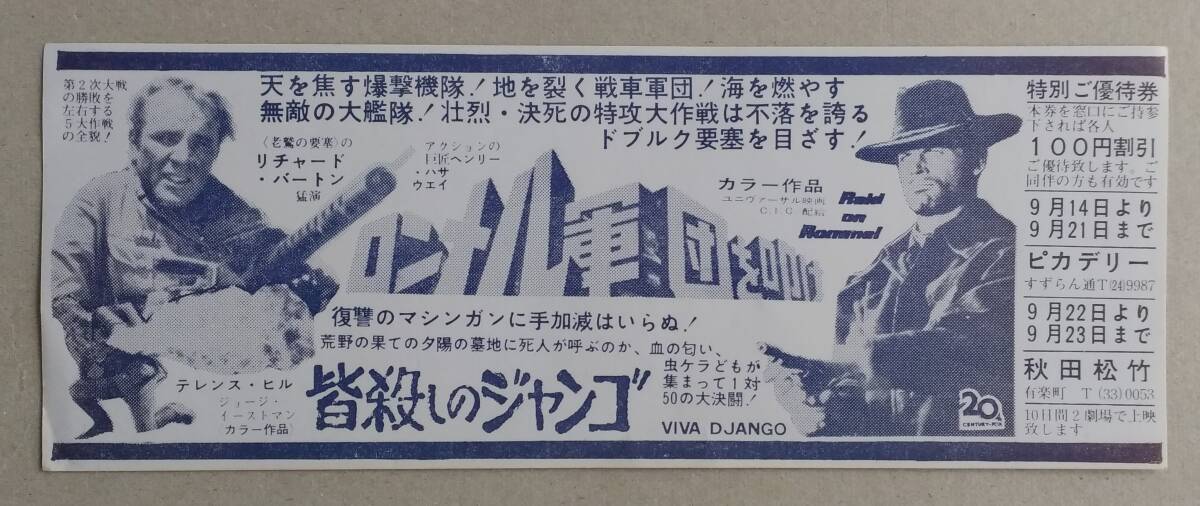 第2次大戦
の勝敗を
左右する
5大作戦
の全貌!
天を焦す爆撃機隊!地を裂く戦車軍団!海を燃やす
無敵の大艦隊!壮烈・決死の特攻大作戦は不落を誇る
ドブルク要塞を目ざす!
〈荒鷲の要塞〉の
リチャード
・バートン
猛演
アクションの
巨匠ヘンリー
・ハサ
ウエイ
カラー作品
ユニヴァーサル映画
C.I.C 配給
Raid
on
Rommel
ロンメル軍団を叩け
復讐のマシンガンに手加減はいらぬ!
荒野の果ての夕陽の墓地に死人が呼ぶのか、血の匂い、
虫ケラどもが
集まって1対
50の大決闘!
テレンス・ヒル
ジョージ・
イーストマン
カラー作品
皆殺しのジャンゴ
VIVA DJANGO
20
CENTURY-FOX
特別ご優待券
本券を窓口にご持参
下されば各人
100円割引
ご優待致します。ご
同伴の方も有効です
9月14日より
9月21日まで
ピカデリー
すずらん通T(24)9987
9月22日より
9月23日まで
秋田松竹
有楽町 T(33)0053
10日間2劇場で上映
致します